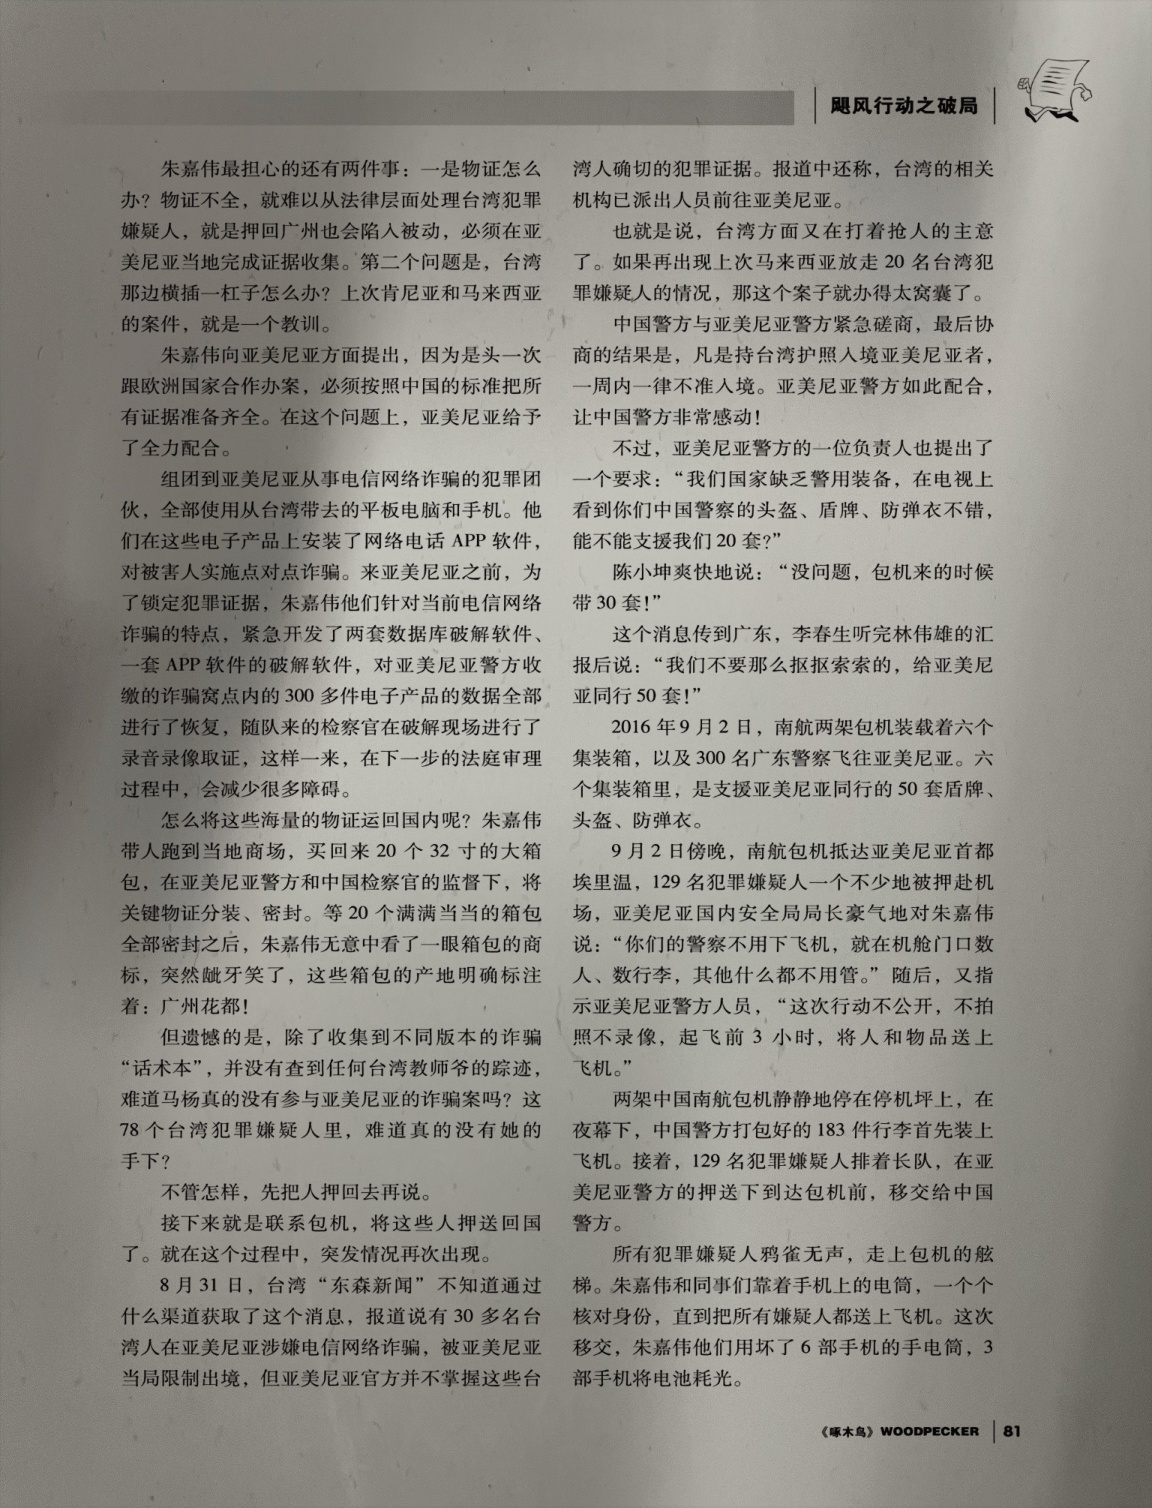 飓风行动之破局
朱嘉伟最担心的还有两件事：一是物证怎么
办？物证不全，就难以从法律层面处理台湾犯罪
嫌疑人，就是押回广州也会陷入被动，必须在亚
美尼亚当地完成证据收集。第二个问题是，台湾
那边横插一杠子怎么办？上次肯尼亚和马来西亚
的案件，就是一个教训。
朱嘉伟向亚美尼亚方面提出，因为是头一次
跟欧洲国家合作办案，必须按照中国的标准把所
有证据准备齐全。在这个问题上，亚美尼亚给予
了全力配合。
组团到亚美尼亚从事电信网络诈骗的犯罪团
伙，全部使用从台湾带去的平板电脑和手机。他
们在这些电子产品上安装了网络电话 APP 软件，
对被害人实施点对点诈骗。来亚美尼亚之前，为
了锁定犯罪证据，朱嘉伟他们针对当前电信网络
诈骗的特点，紧急开发了两套数据库破解软件、
一套 APP 软件的破解软件，对亚美尼亚警方收
缴的诈骗窝点内的 300 多件电子产品的数据全部
进行了恢复，随队来的检察官在破解现场进行了
录音录像取证，这样一来，在下一步的法庭审理
过程中，会减少很多障碍。
怎么将这些海量的物证运回国内呢？朱嘉伟
带人跑到当地商场，买回来 20 个 32 寸的大箱
包，在亚美尼亚警方和中国检察官的监督下，将
关键物证分装、密封。等 20 个满满当当的箱包
全部密封之后，朱嘉伟无意中看了一眼箱包的商
标，突然龇牙笑了，这些箱包的产地明确标注
着：广州花都！
但遗憾的是，除了收集到不同版本的诈骗
“话术本”，并没有查到任何台湾教师爷的踪迹，
难道马杨真的没有参与亚美尼亚的诈骗案吗？这
78 个台湾犯罪嫌疑人里，难道真的没有她的
手下？
不管怎样，先把人押回去再说。
接下来就是联系包机，将这些人押送回国
了。就在这个过程中，突发情况再次出现。
8 月 31 日，台湾“东森新闻”不知道通过
什么渠道获取了这个消息，报道说有 30 多名台
湾人在亚美尼亚涉嫌电信网络诈骗，被亚美尼亚
当局限制出境，但亚美尼亚官方并不掌握这些台
湾人确切的犯罪证据。报道中还称，台湾的相关
机构已派出人员前往亚美尼亚。
也就是说，台湾方面又在打着抢人的主意
了。如果再出现上次马来西亚放走 20 名台湾犯
罪嫌疑人的情况，那这个案子就办得太窝囊了。
中国警方与亚美尼亚警方紧急磋商，最后协
商的结果是，凡是持台湾护照入境亚美尼亚者，
一周内一律不准入境。亚美尼亚警方如此配合，
让中国警方非常感动！
不过，亚美尼亚警方的一位负责人也提出了
一个要求：“我们国家缺乏警用装备，在电视上
看到你们中国警察的头盔、盾牌、防弹衣不错，
能不能支援我们 20 套？”
陈小坤爽快地说：“没问题，包机来的时候
带 30 套！”
这个消息传到广东，李春生听完林伟雄的汇
报后说：“我们不要那么抠抠索索的，给亚美尼
亚同行 50 套！”
2016 年 9 月 2 日，南航两架包机装载着六个
集装箱，以及 300 名广东警察飞往亚美尼亚。六
个集装箱里，是支援亚美尼亚同行的 50 套盾牌、
头盔、防弹衣。
9 月 2 日傍晚，南航包机抵达亚美尼亚首都
埃里温，129 名犯罪嫌疑人一个不少地被押赴机
场，亚美尼亚国内安全局局长豪气地对朱嘉伟
说：“你们的警察不用下飞机，就在机舱门口数
人、数行李，其他什么都不用管。”随后，又指
示亚美尼亚警方人员，“这次行动不公开，不拍
照不录像，起飞前 3 小时，将人和物品送上
飞机。”
两架中国南航包机静静地停在停机坪上，在
夜幕下，中国警方打包好的 183 件行李首先装上
飞机。接着，129 名犯罪嫌疑人排着长队，在亚
美尼亚警方的押送下到达包机前，移交给中国
警方。
所有犯罪嫌疑人鸦雀无声，走上包机的舷
梯。朱嘉伟和同事们靠着手机上的电筒，一个个
核对身份，直到把所有嫌疑人都送上飞机。这次
移交，朱嘉伟他们用坏了 6 部手机的手电筒，3
部手机将电池耗光。
《啄木鸟》WOODPECKER 81